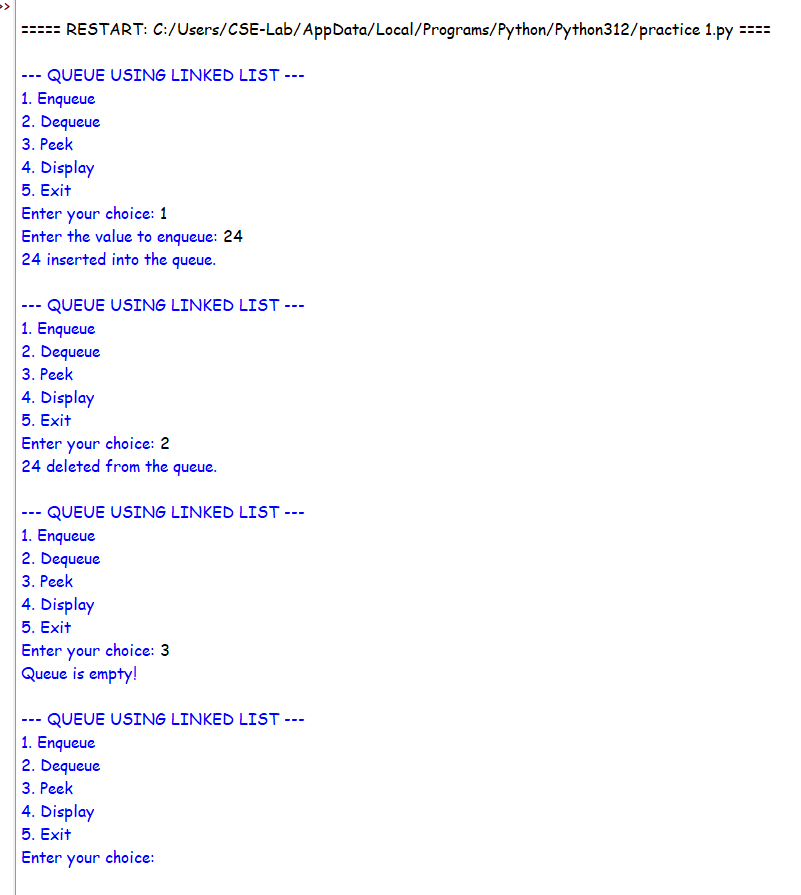 >>
===== RESTART: C:/Users/CSE-Lab/AppData/Local/Programs/Python/Python312/practice 1.py ====
--- QUEUE USING LINKED LIST ---
1. Enqueue
2. Dequeue
3. Peek
4. Display
5. Exit
Enter your choice: 1
Enter the value to enqueue: 24
24 inserted into the queue.
--- QUEUE USING LINKED LIST ---
1. Enqueue
2. Dequeue
3. Peek
4. Display
5. Exit
Enter your choice: 2
24 deleted from the queue.
--- QUEUE USING LINKED LIST ---
1. Enqueue
2. Dequeue
3. Peek
4. Display
5. Exit
Enter your choice: 3
Queue is empty!
--- QUEUE USING LINKED LIST ---
1. Enqueue
2. Dequeue
3. Peek
4. Display
5. Exit
Enter your choice: